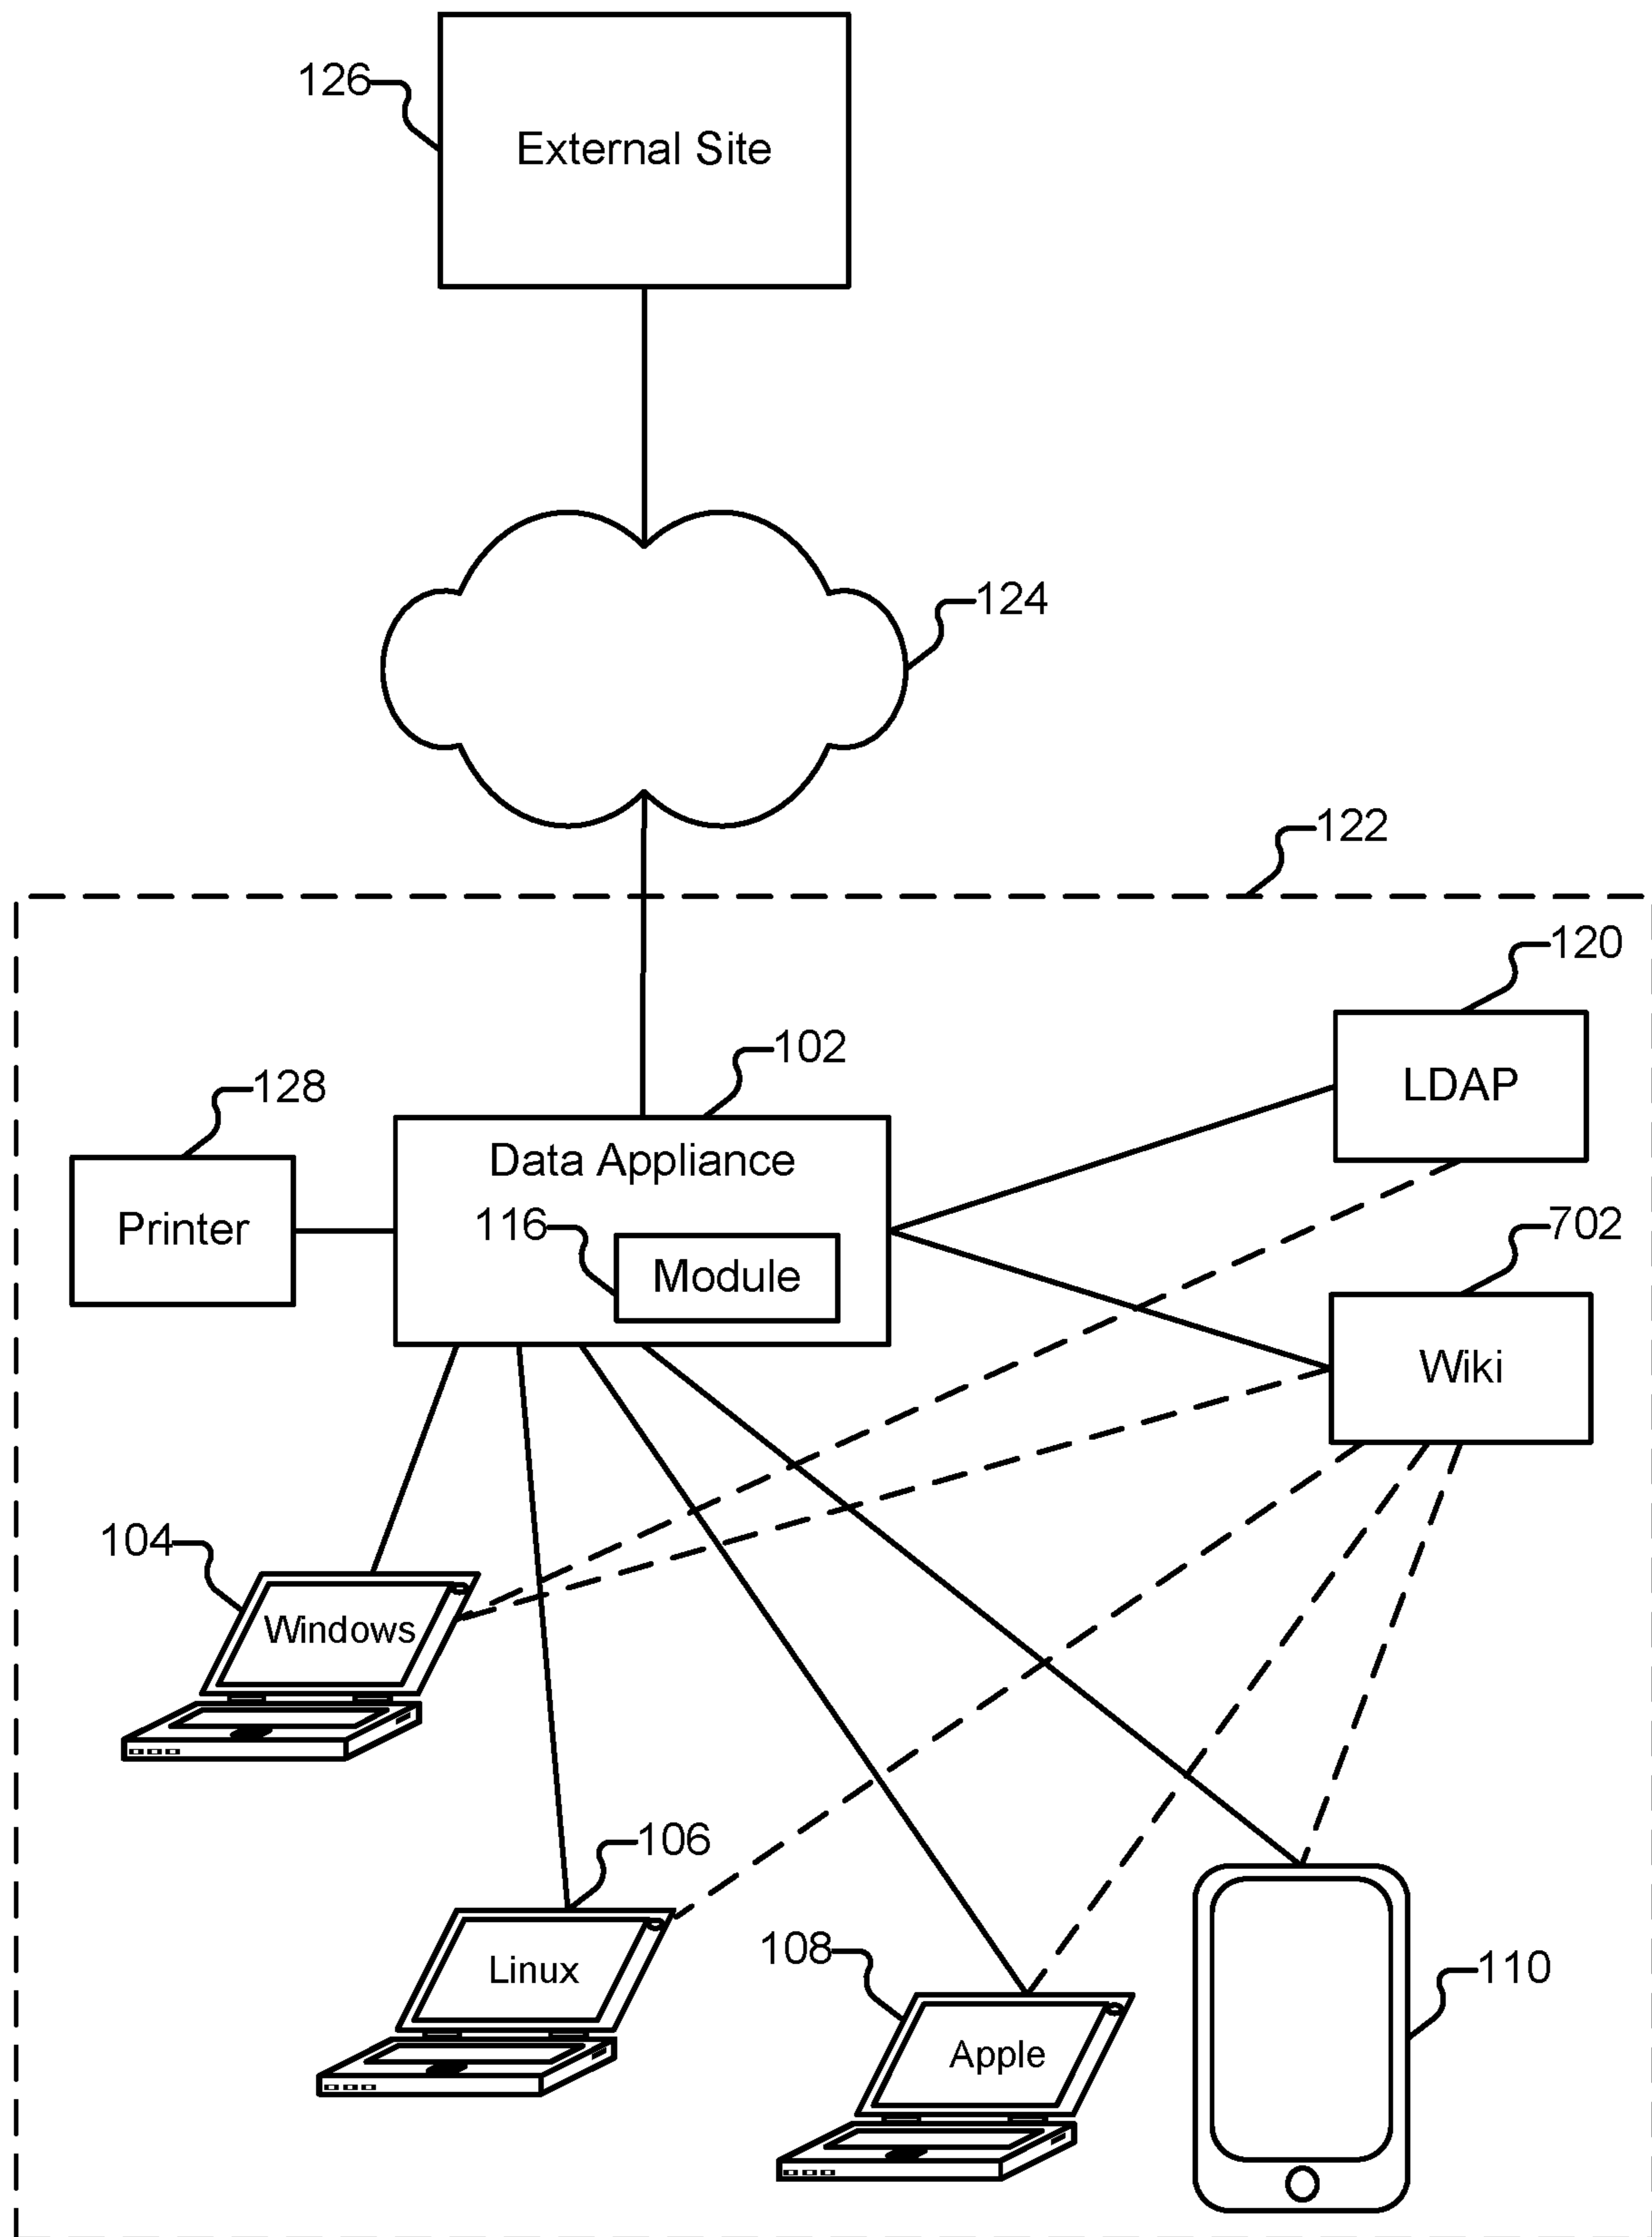 126
External Site
124
122
120
102
LDAP
128
Data Appliance
702
116
Printer
Module
Wiki
104
Windows
106
Linux
108
110
Apple